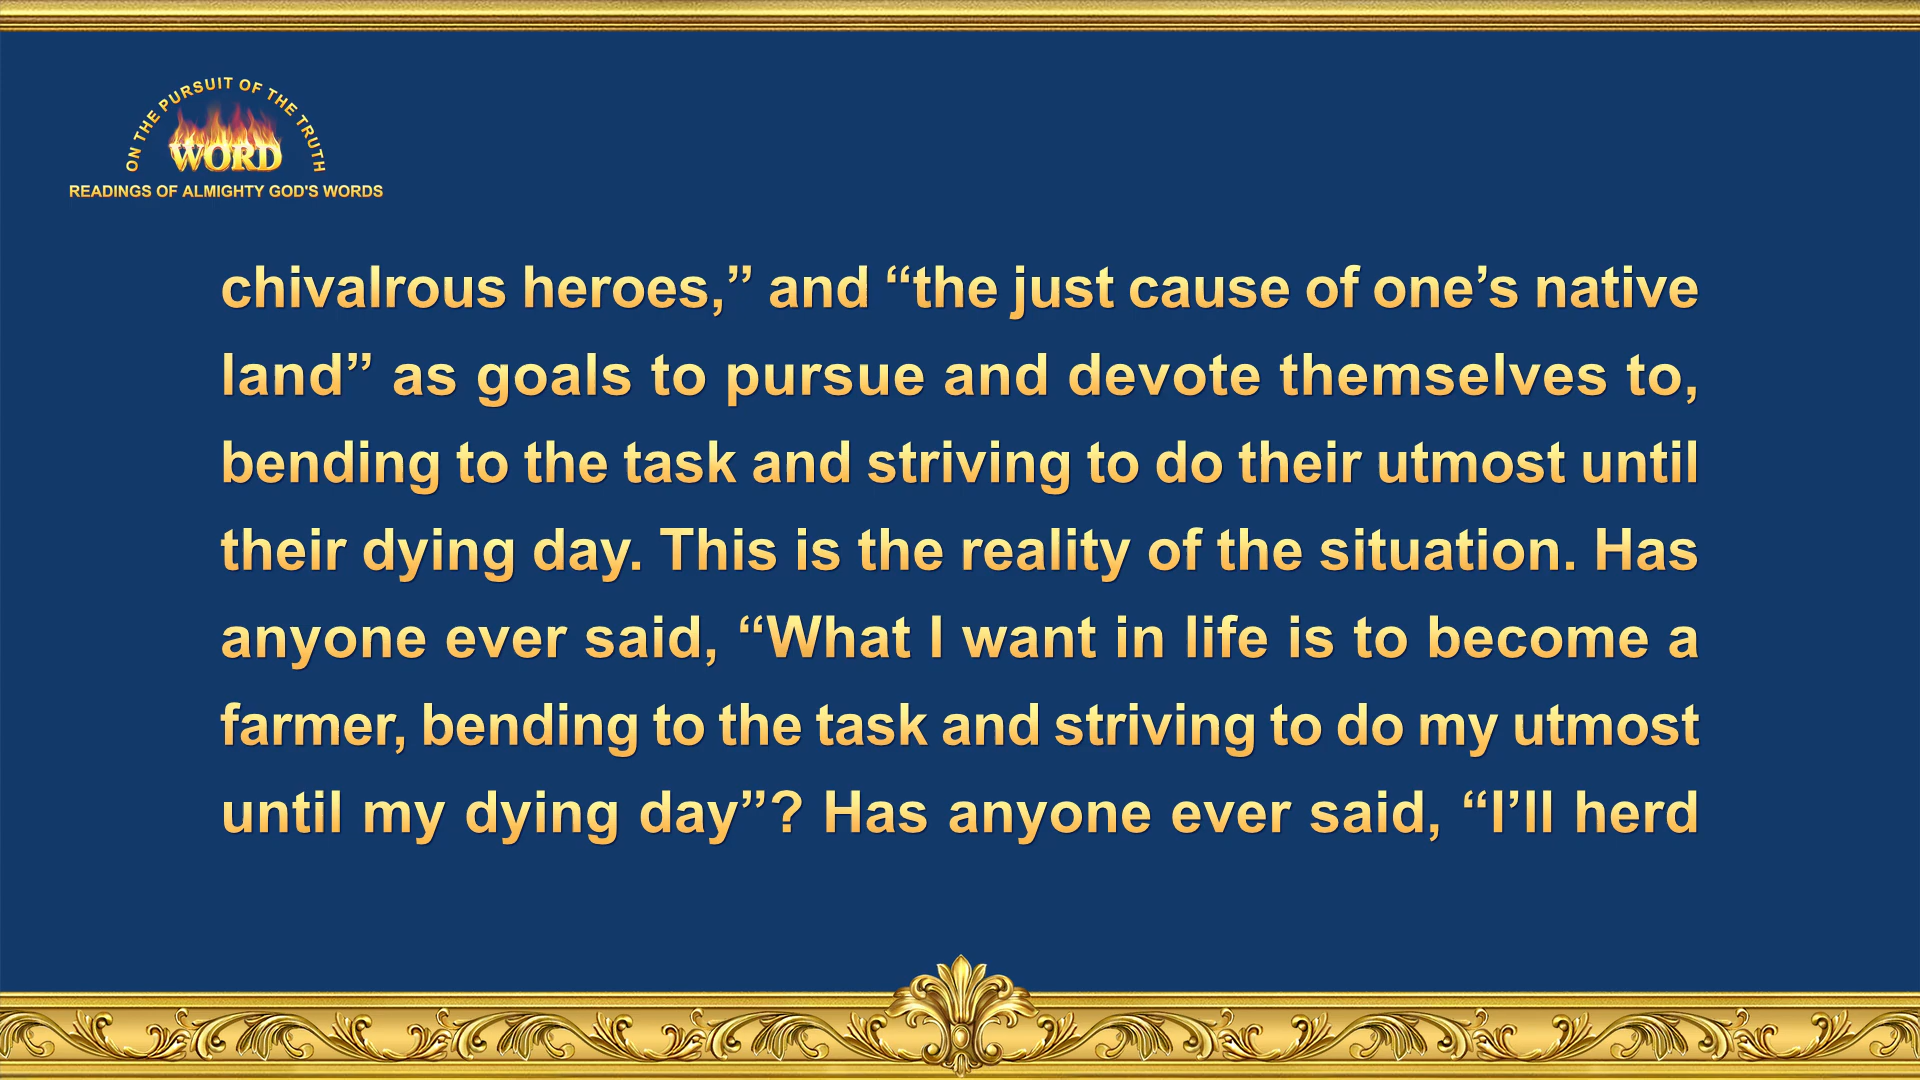 ON THE PURSUIT OF THE TRUTH
WORD
READINGS OF ALMIGHTY GOD'S WORDS
chivalrous heroes,” and “the just cause of one’s native
land” as goals to pursue and devote themselves to,
bending to the task and striving to do their utmost until
their dying day. This is the reality of the situation. Has
anyone ever said, “What I want in life is to become a
farmer, bending to the task and striving to do my utmost
until my dying day”? Has anyone ever said, “I’ll herd